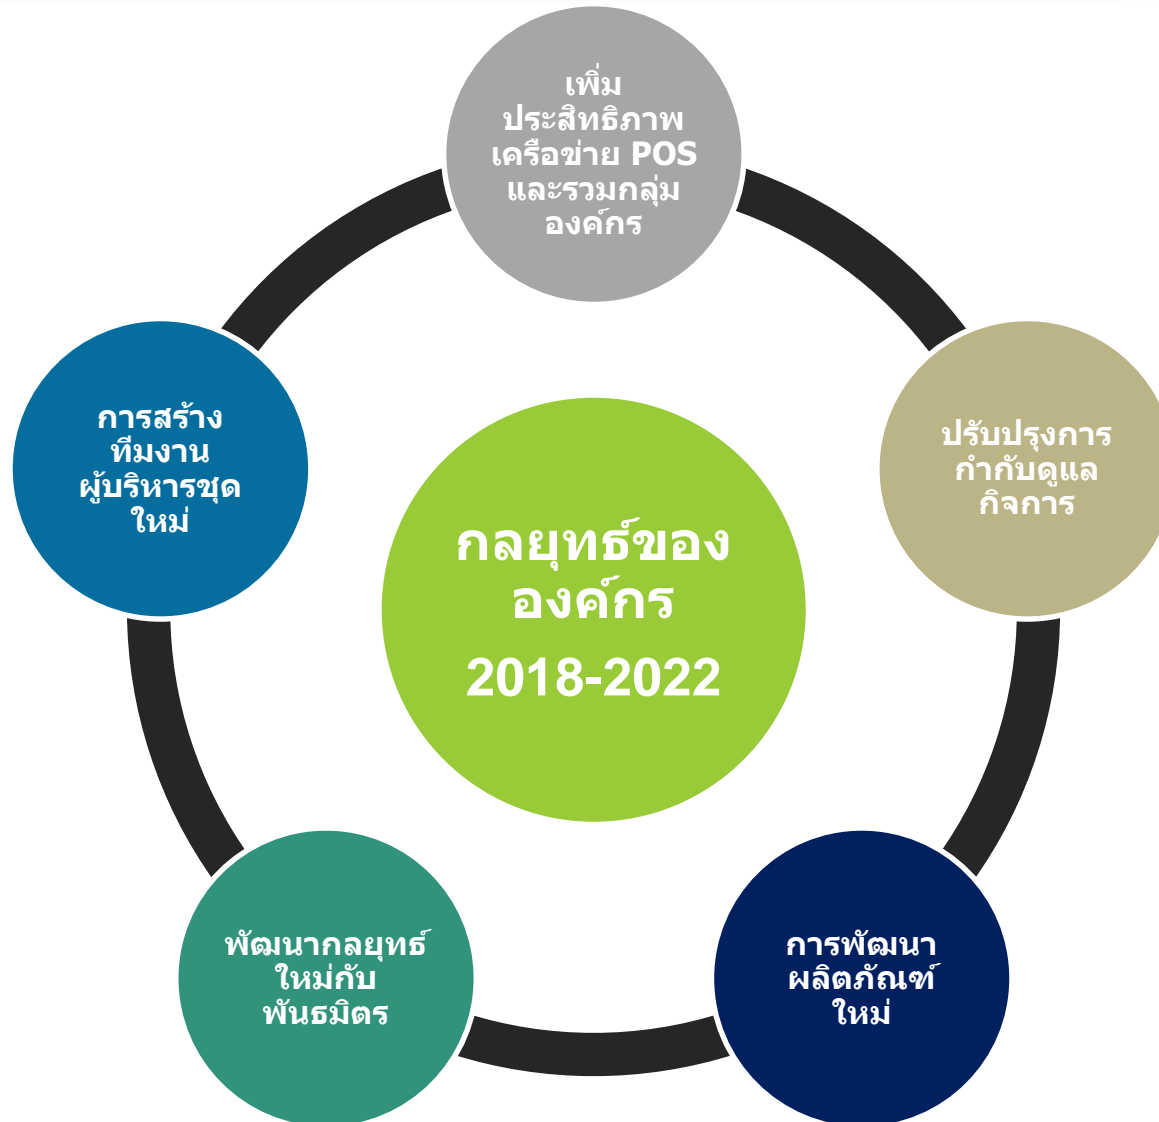 เพิ่ม
ประสิทธิภาพ
เครือข่าย POS
และรวมกลุ่ม
องค์กร
ปรับปรุงการ
กำกับดูแล
กิจการ
การพัฒนา
ผลิตภัณฑ์
ใหม่
พัฒนากลยุทธ์
ใหม่กับ
พันธมิตร
การสร้าง
ทีมงาน
ผู้บริหารชุด
ใหม่
กลยุทธ์ของ
องค์กร
2018-2022